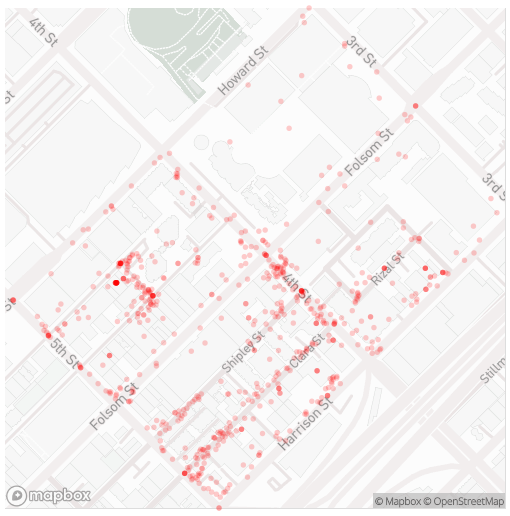 4th St
3rd St
Howard St
St
Folsom St
3rd St
Rizal St
4th St
5th St
Shipley St
Clara St
Stillm
Folsom St
Harrison St
mapbox
© Mapbox © OpenStreetMap